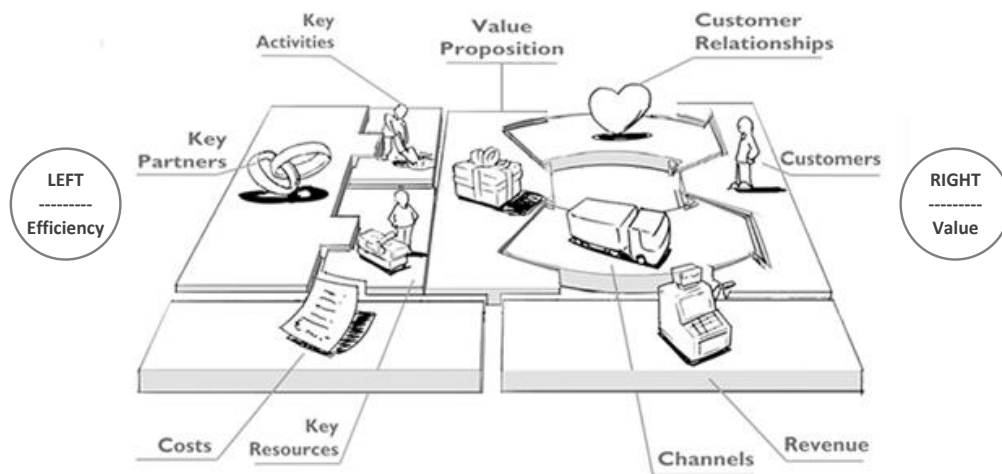 Key
Activities
Value
Proposition
Customer
Relationships
Key
Partners
Customers
LEFT
---------
Efficiency
RIGHT
---------
Value
Costs
Key
Resources
Channels
Revenue